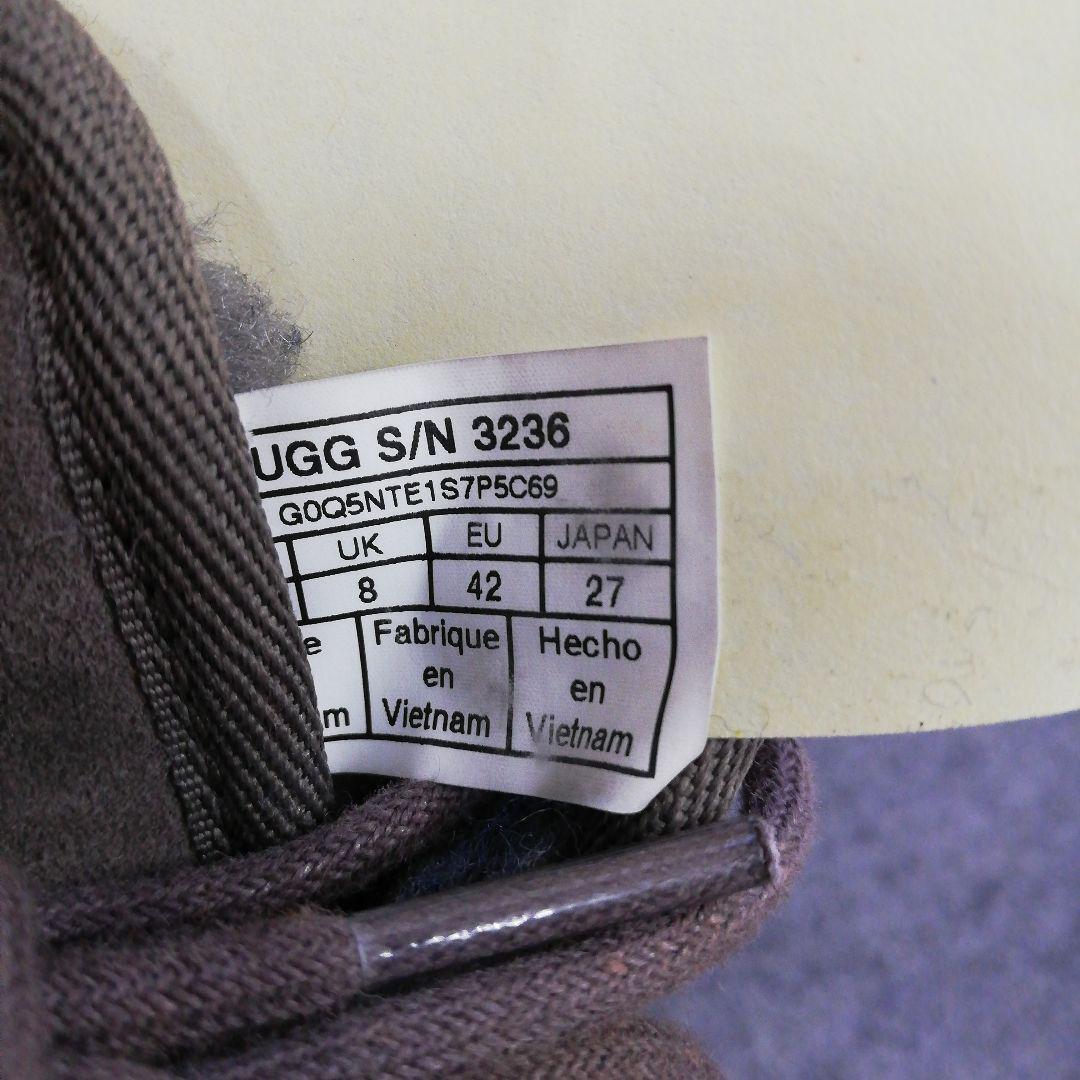 UGG S/N 3236
G0Q5NTE1S7P5C69
UK EU JAPAN
8 42 27
e Fabrique Hecho
en en
m Vietnam Vietnam